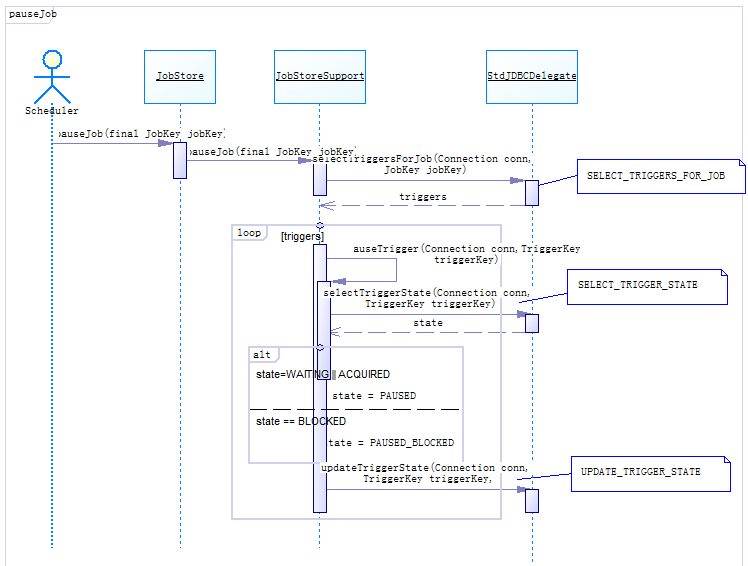 pauseJob
JobStore
JobStoreSupport
StdJDBCDelegate
Scheduler
pauseJob(final JobKey jobKey)
pauseJob(final JobKey jobKey)
selectTriggersForJob(Connection conn,
JobKey jobKey)
SELECT_TRIGGERS_FOR_JOB
triggers
loop
[triggers]
auseTrigger(Connection conn,TriggerKey
triggerKey)
selectTriggerState(Connection conn,
TriggerKey triggerKey)
SELECT_TRIGGER_STATE
state
alt
state=WAITING || ACQUIRED
state = PAUSED
state == BLOCKED
tate = PAUSED_BLOCKED
updateTriggerState(Connection conn,
TriggerKey triggerKey,
UPDATE_TRIGGER_STATE